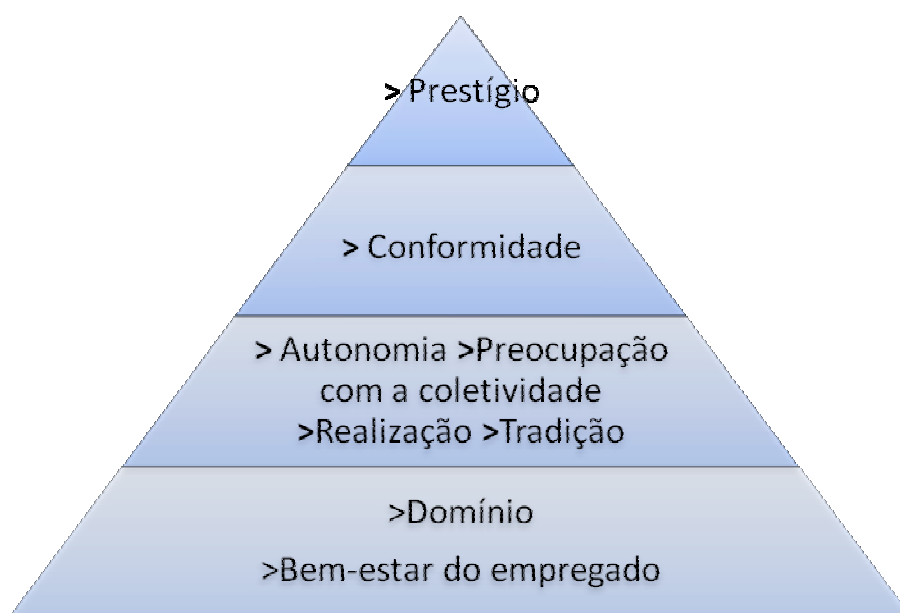 > Prestígio
> Conformidade
> Autonomia >Preocupação
com a coletividade
>Realização >Tradição
>Domínio
>Bem-estar do empregado